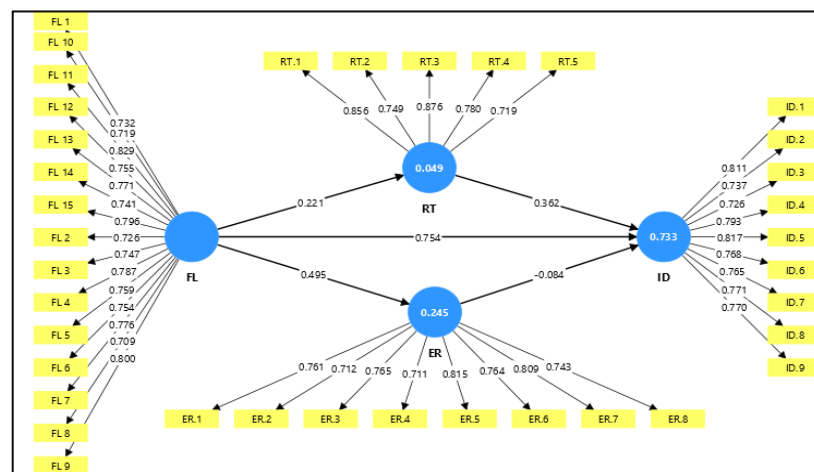 FL 1
FL 10
FL 11
FL 12
FL 13
FL 14
FL 15
FL 2
FL 3
FL 4
FL 5
FL 6
FL 7
FL 8
FL 9
0.732
0.719
0.829
0.755
0.771
0.741
0.796
0.726
0.747
0.787
0.759
0.754
0.776
0.709
0.800
FL
RT.1
RT.2
RT.3
RT.4
RT.5
0.856
0.749
0.876
0.780
0.719
0.049
RT
0.221
0.362
0.754
0.495
-0.084
0.245
ER
0.761
0.712
0.765
0.711
0.815
0.764
0.809
0.743
ER.1
ER.2
ER.3
ER.4
ER.5
ER.6
ER.7
ER.8
0.733
ID
0.811
0.737
0.726
0.793
0.817
0.768
0.765
0.771
0.770
ID.1
ID.2
ID.3
ID.4
ID.5
ID.6
ID.7
ID.8
ID.9